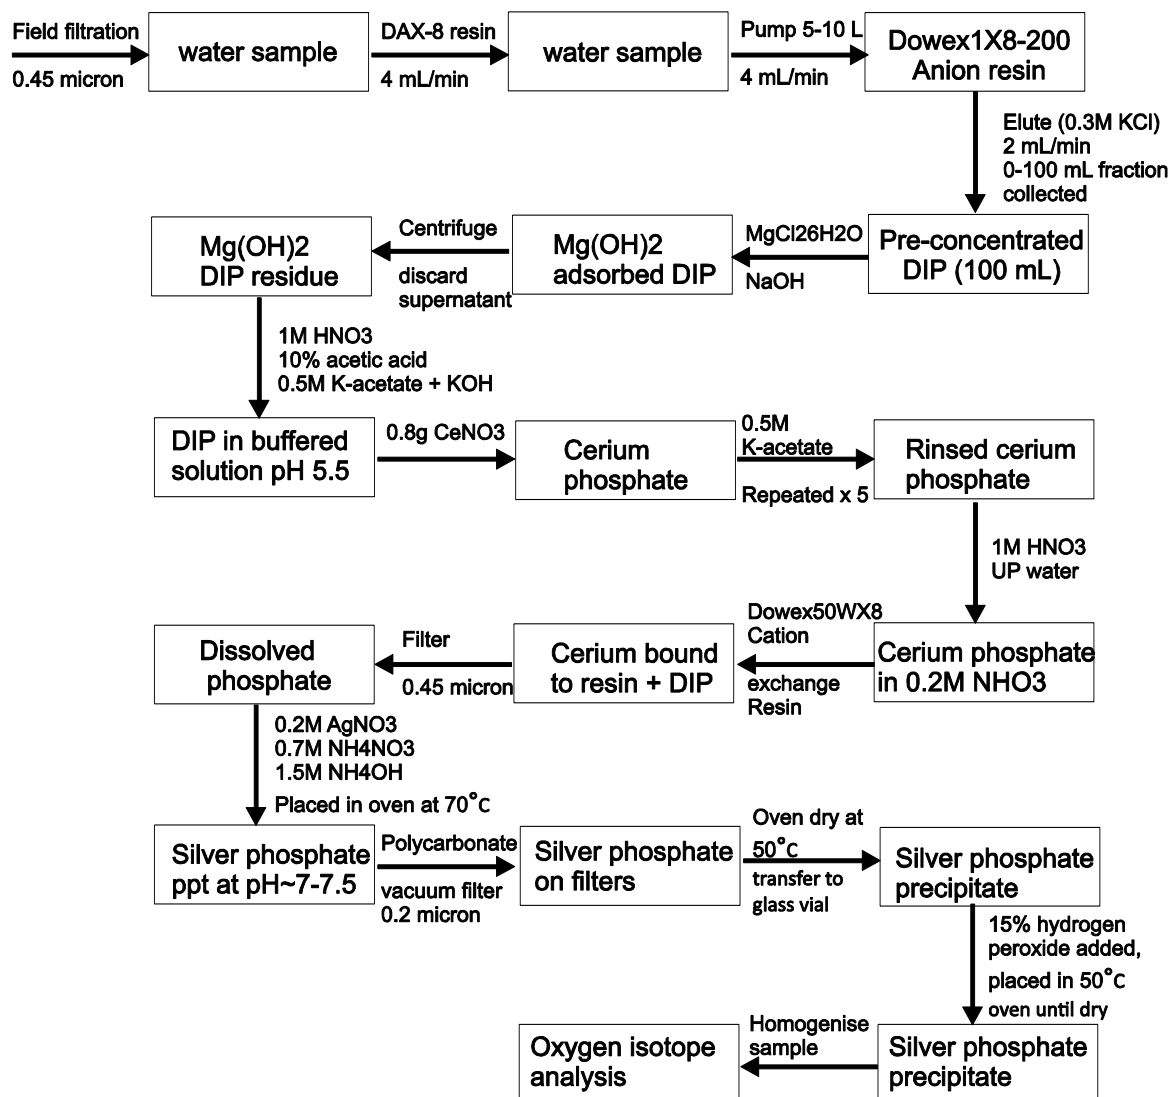 Field filtration
0.45 micron
water sample
DAX-8 resin
4 mL/min
water sample
Pump 5-10 L
4 mL/min
Dowex1X8-200
Anion resin
Elute (0.3M KCl)
2 mL/min
0-100 mL fraction
collected
Pre-concentrated
DIP (100 mL)
MgCl26H2O
NaOH
Mg(OH)2
adsorbed DIP
Centrifuge
discard
supernatant
Mg(OH)2
DIP residue
1M HNO3
10% acetic acid
0.5M K-acetate + KOH
DIP in buffered
solution pH 5.5
0.8g CeNO3
Cerium
phosphate
0.5M
K-acetate
Repeated x 5
Rinsed cerium
phosphate
1M HNO3
UP water
Cerium phosphate
in 0.2M NHO3
Dowex50WX8
Cation
exchange
Resin
Cerium bound
to resin + DIP
Filter
0.45 micron
Dissolved
phosphate
0.2M AgNO3
0.7M NH4NO3
1.5M NH4OH
Placed in oven at 70°C
Silver phosphate
ppt at pH~7-7.5
Polycarbonate
vacuum filter
0.2 micron
Silver phosphate
on filters
Oven dry at
50°C
transfer to
glass vial
Silver phosphate
precipitate
15% hydrogen
peroxide added,
placed in 50°C
oven until dry
Silver phosphate
precipitate
Homogenise
sample
Oxygen isotope
analysis